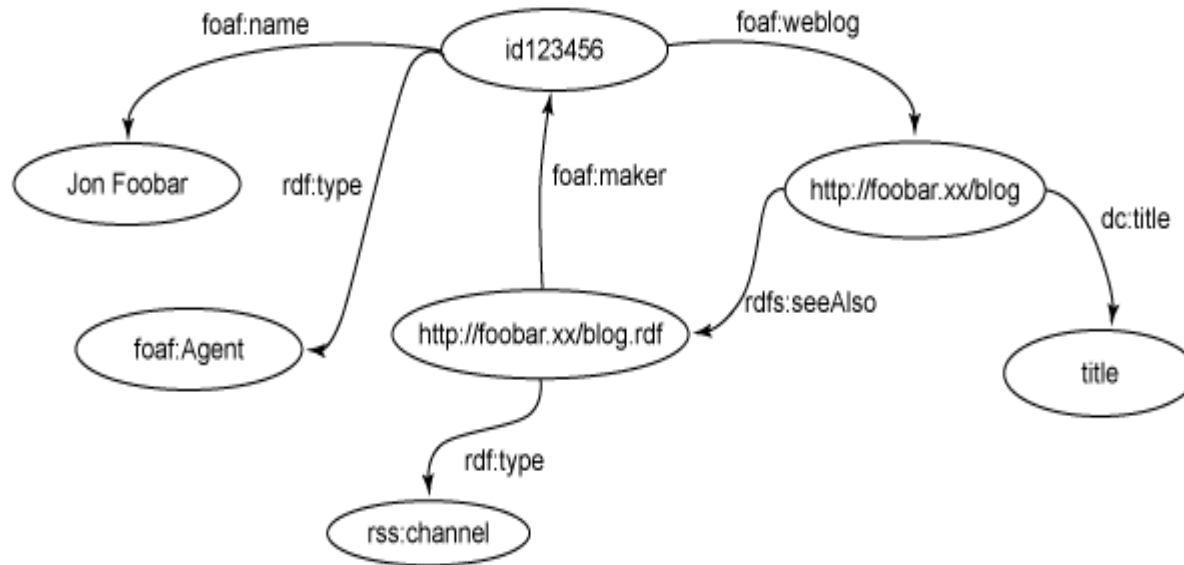 foaf:name
id123456
foaf:weblog
Jon Foobar
rdf:type
foaf:maker
http://foobar.xx/blog
dc:title
rdfs:seeAlso
foaf:Agent
http://foobar.xx/blog.rdf
title
rdf:type
rss:channel